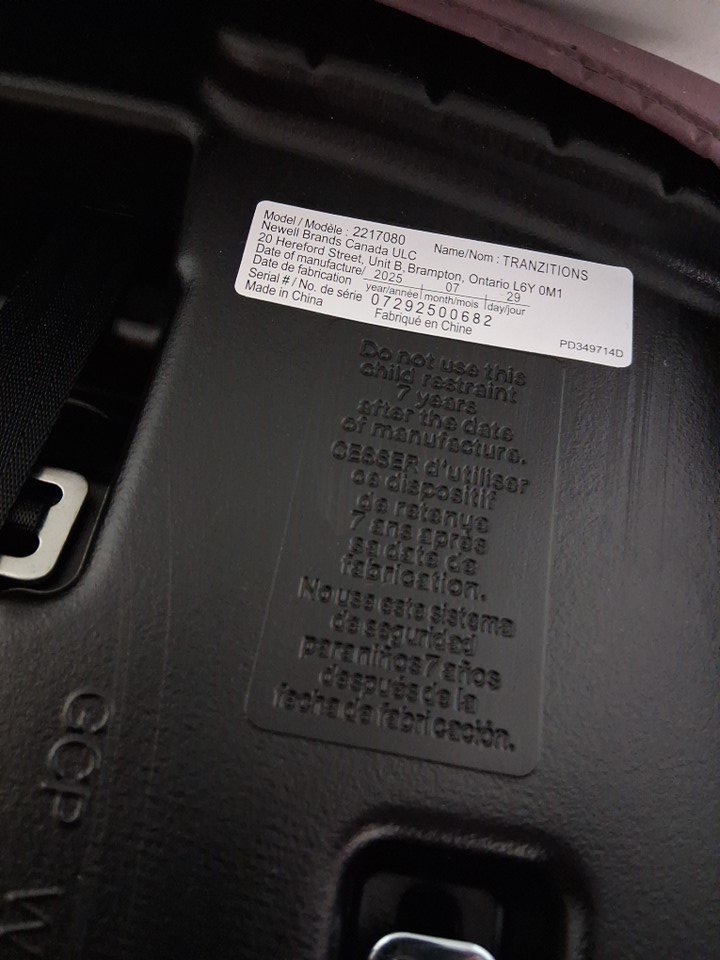 Model / Modèle : 2217080 Name/Nom : TRANZITIONS
Newell Brands Canada ULC
20 Hereford Street, Unit B, Brampton, Ontario L6Y 0M1
Date of manufacture/ 2025 07 29
Date de fabrication year/année month/mois day/jour
Serial # / No. de série 07292500682
Made in China Fabriqué en Chine
PD349714D
Do not use this
child restraint
7 years
after the date
of manufacture.
CESSER d'utiliser
ce dispositif
de retenue
7 ans après
sa date de
fabrication.
No use este sistema
de seguridad
para niños 7 años
después de la
fecha de fabricación.
GCP